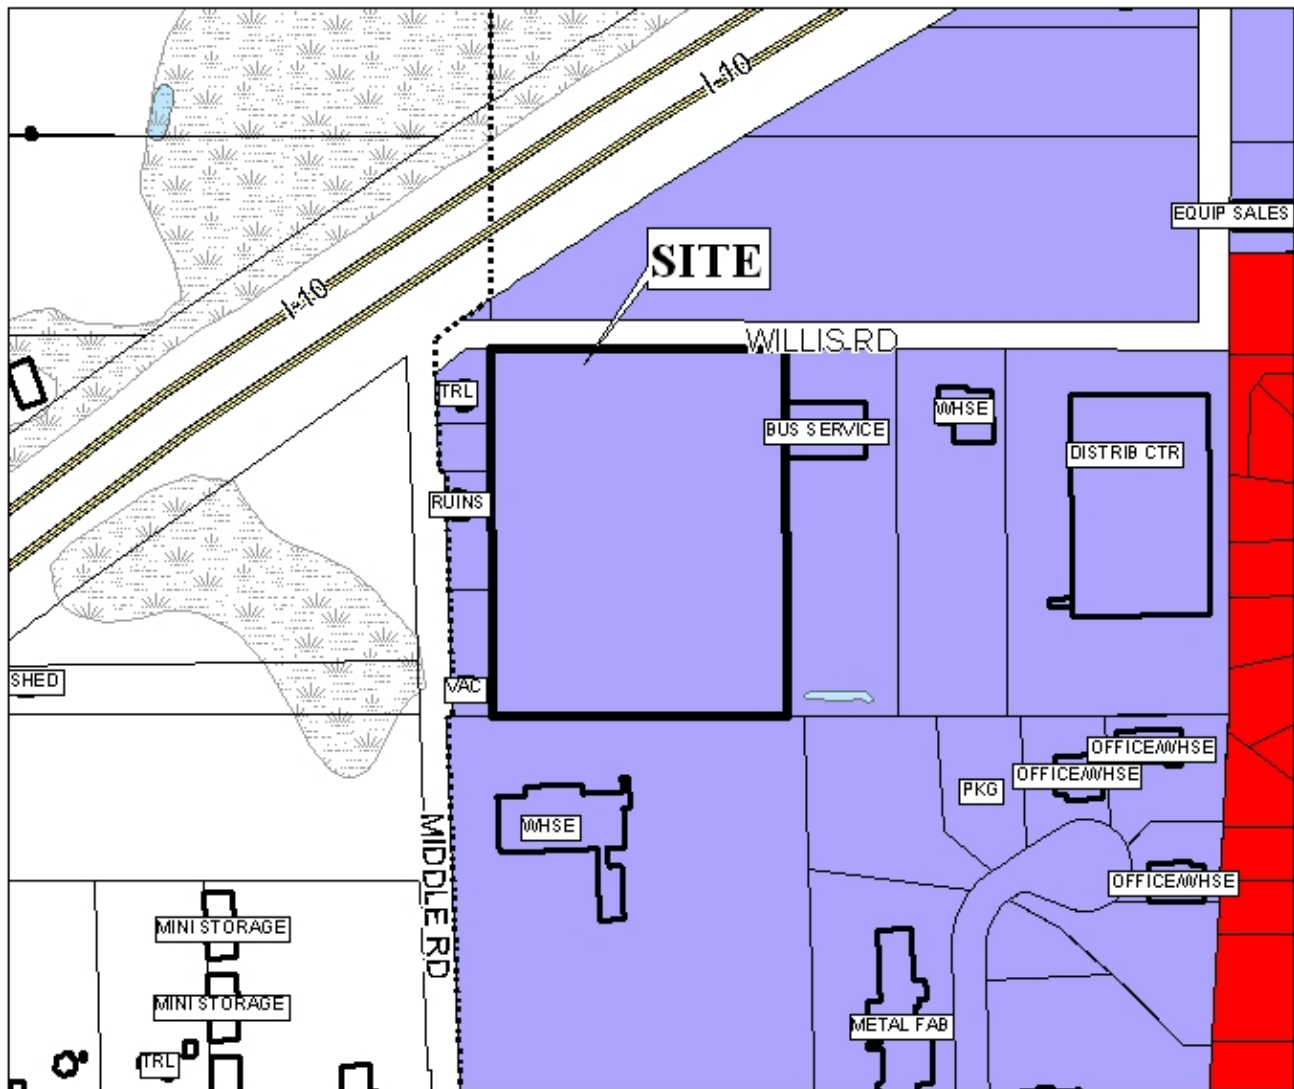 I-10
EQUIP SALES
SITE
I-10
WILLIS RD
TRL
WHSE
BUS SERVICE
DISTRIB CTR
RUINS
SHED
VAC
OFFICE/WHSE
OFFICE/WHSE
PKG
WHSE
MIDDLE RD
OFFICE/WHSE
MINI STORAGE
MINI STORAGE
METAL FAB
TRL